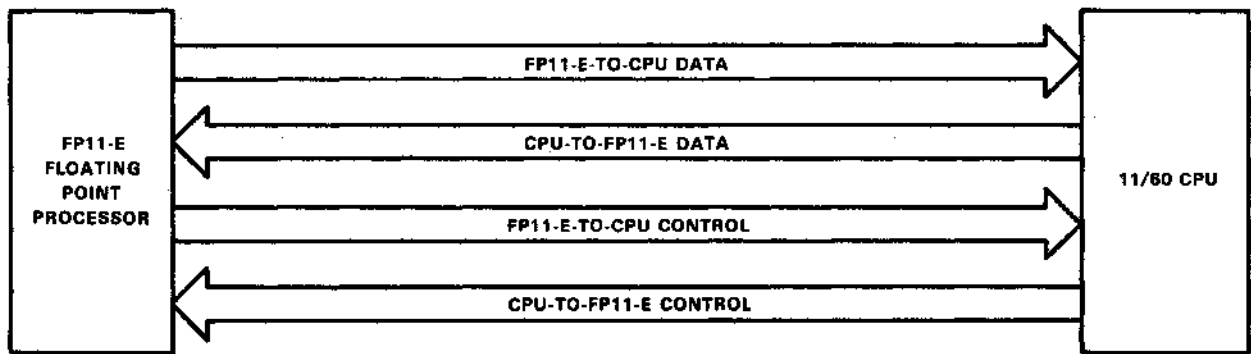 FP11-E
FLOATING
POINT
PROCESSOR
FP11-E-TO-CPU DATA
CPU-TO-FP11-E DATA
FP11-E-TO-CPU CONTROL
CPU-TO-FP11-E CONTROL
11/60 CPU